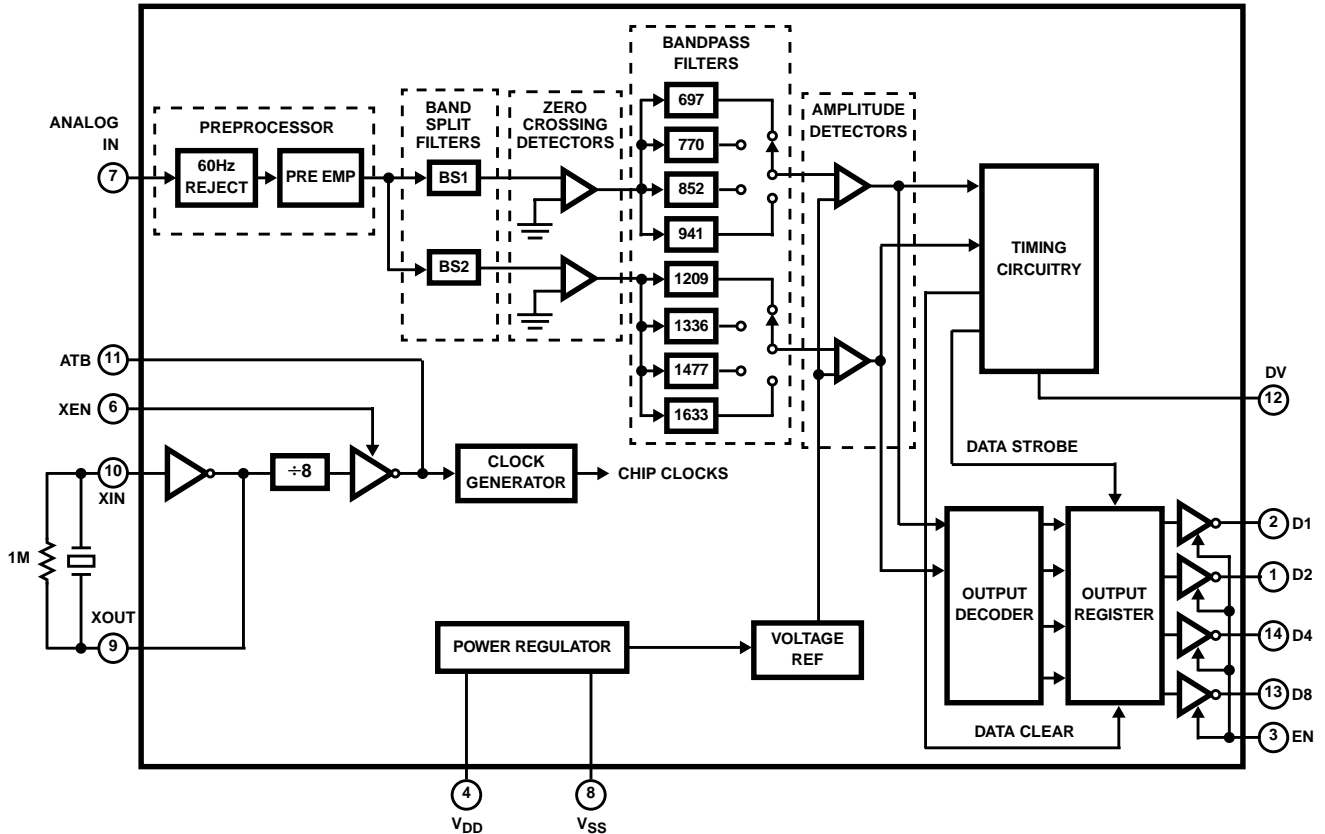 BANDPASS
FILTERS
697
770
852
941
1209
1336
1477
1633
ANALOG
IN
7
PREPROCESSOR
60Hz
REJECT
PRE EMP
BAND
SPLIT
FILTERS
BS1
BS2
ZERO
CROSSING
DETECTORS
AMPLITUDE
DETECTORS
TIMING
CIRCUITRY
DV
12
ATB
11
XEN
6
10
XIN
÷8
CLOCK
GENERATOR
CHIP CLOCKS
1M
XOUT
9
DATA STROBE
OUTPUT
DECODER
OUTPUT
REGISTER
2 D1
1 D2
14 D4
13 D8
3 EN
DATA CLEAR
POWER REGULATOR
VOLTAGE
REF
4
VDD
8
VSS